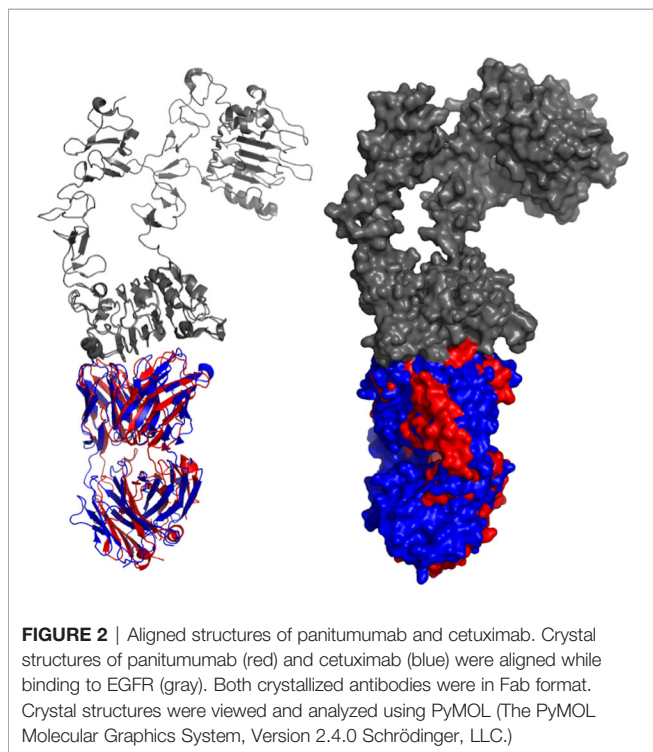 FIGURE 2 | Aligned structures of panitumumab and cetuximab. Crystal
structures of panitumumab (red) and cetuximab (blue) were aligned while
binding to EGFR (gray). Both crystallized antibodies were in Fab format.
Crystal structures were viewed and analyzed using PyMOL (The PyMOL
Molecular Graphics System, Version 2.4.0 Schrödinger, LLC.)